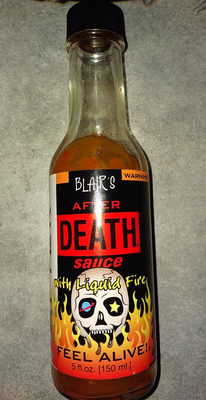 WARNING
BLAIR'S
AFTER
DEATH
sauce
with Liquid Fire
FEEL ALIVE!
5 fl.oz. [150 ml.]